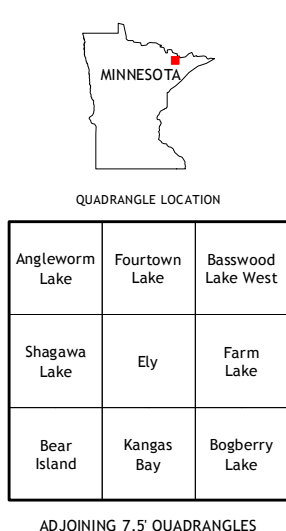 MINNESOTA
QUADRANGLE LOCATION
Angleworm
Lake
Fourtown
Lake
Basswood
Lake West
Shagawa
Lake
Ely
Farm
Lake
Bear
Island
Kangas
Bay
Bogberry
Lake
ADJOINING 7.5' QUADRANGLES